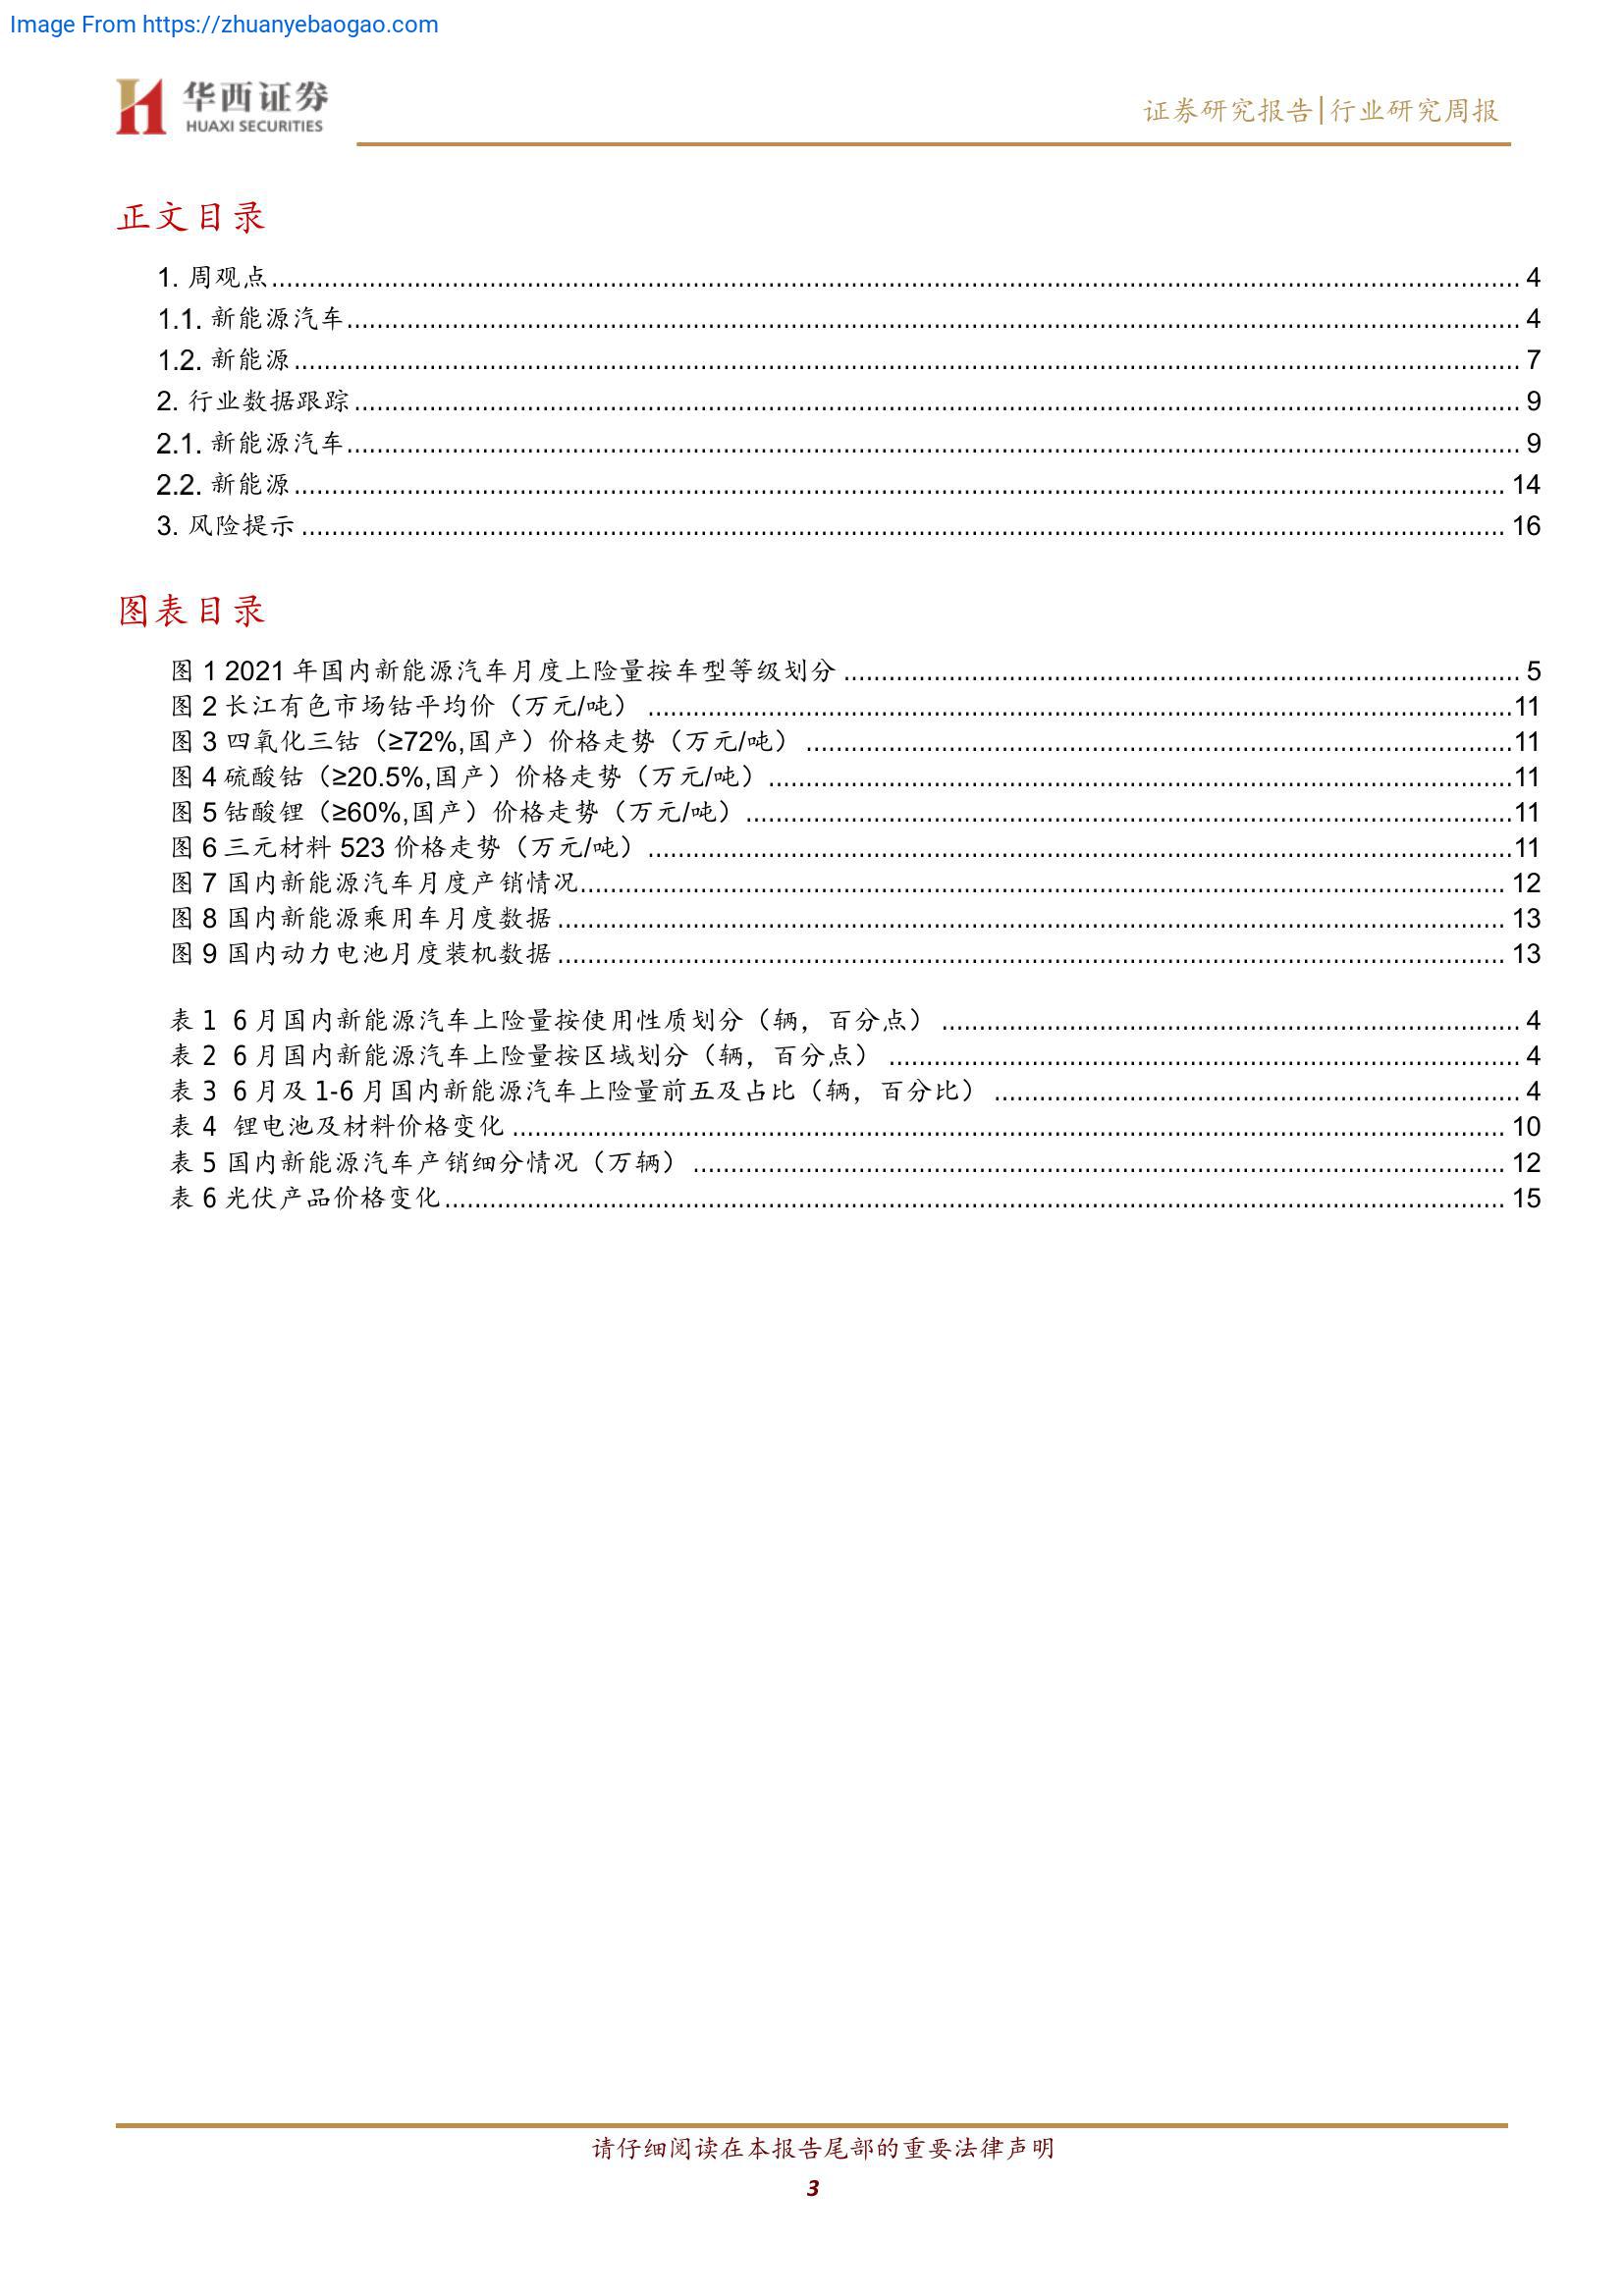 Image From https://zhuanyebaogao.com
华西证券
HUAXI SECURITIES
证券研究报告|行业研究周报
正文目录
1. 周观点 4
1.1. 新能源汽车 4
1.2. 新能源 7
2. 行业数据跟踪 9
2.1. 新能源汽车 9
2.2. 新能源 14
3. 风险提示 16
图表目录
图 1 2021 年国内新能源汽车月度上险量按车型等级划分 5
图 2 长江有色市场钴平均价（万元/吨） 11
图 3 四氧化三钴（≥72%,国产）价格走势（万元/吨） 11
图 4 硫酸钴（≥20.5%,国产）价格走势（万元/吨） 11
图 5 钴酸锂（≥60%,国产）价格走势（万元/吨） 11
图 6 三元材料 523 价格走势（万元/吨） 11
图 7 国内新能源汽车月度产销情况 12
图 8 国内新能源乘用车月度数据 13
图 9 国内动力电池月度装机数据 13
表 1 6 月国内新能源汽车上险量按使用性质划分（辆，百分点） 4
表 2 6 月国内新能源汽车上险量按区域划分（辆，百分点） 4
表 3 6 月及 1-6 月国内新能源汽车上险量前五及占比（辆，百分比） 4
表 4 锂电池及材料价格变化 10
表 5 国内新能源汽车产销细分情况（万辆） 12
表 6 光伏产品价格变化 15
请仔细阅读在本报告尾部的重要法律声明
3